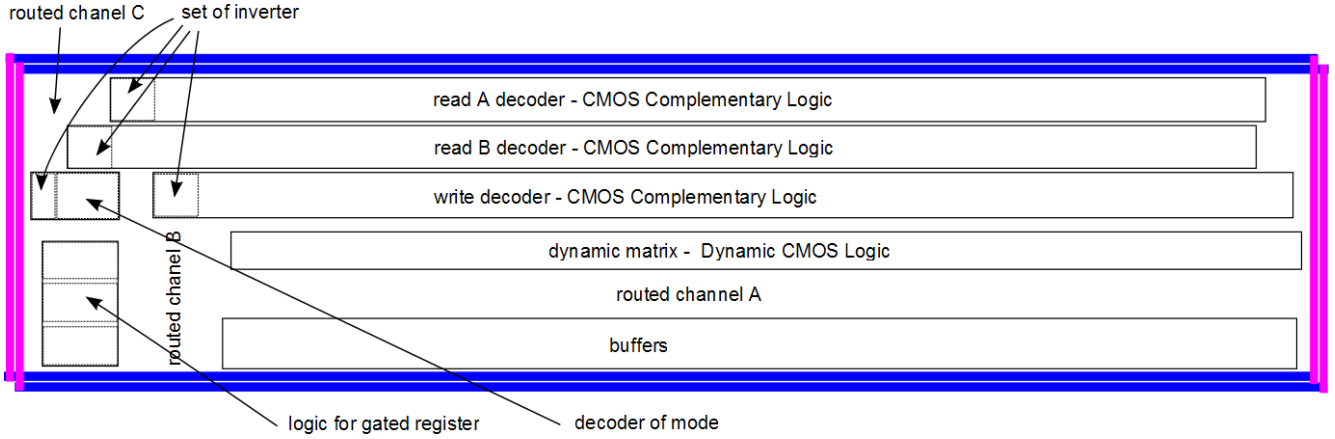 routed chanel C
set of inverter
read A decoder - CMOS Complementary Logic
read B decoder - CMOS Complementary Logic
write decoder - CMOS Complementary Logic
routed chanel B
dynamic matrix - Dynamic CMOS Logic
routed channel A
buffers
logic for gated register
decoder of mode